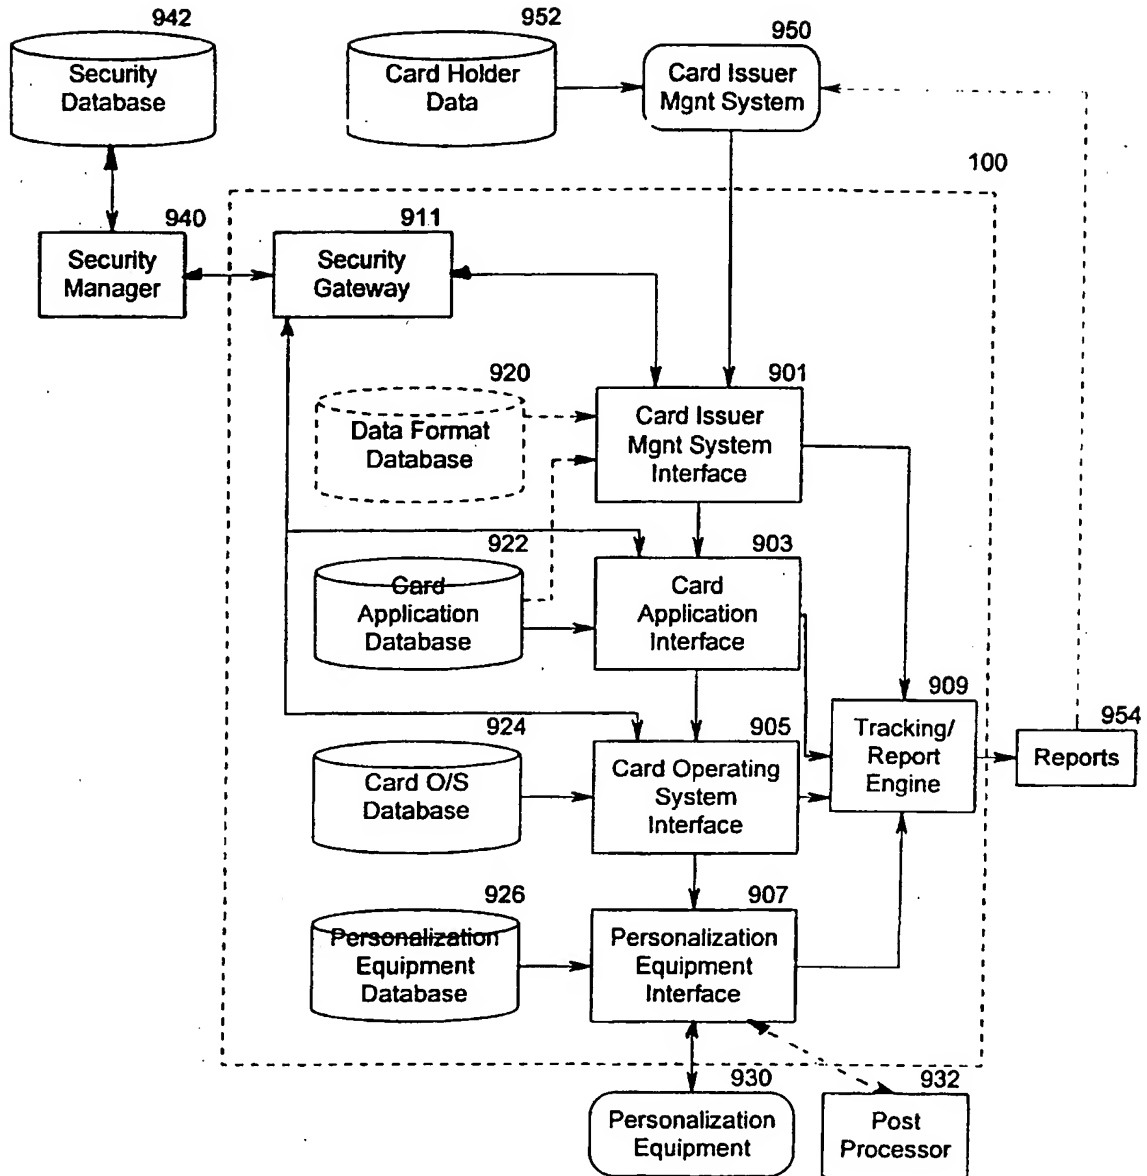 942
Security
Database
952
Card Holder
Data
950
Card Issuer
Mgnt System
100
940
Security
Manager
911
Security
Gateway
920
Data Format
Database
901
Card Issuer
Mgnt System
Interface
922
Card
Application
Database
903
Card
Application
Interface
924
Card O/S
Database
905
Card Operating
System
Interface
909
Tracking/
Report
Engine
954
Reports
926
Personalization
Equipment
Database
907
Personalization
Equipment
Interface
930
Personalization
Equipment
932
Post
Processor